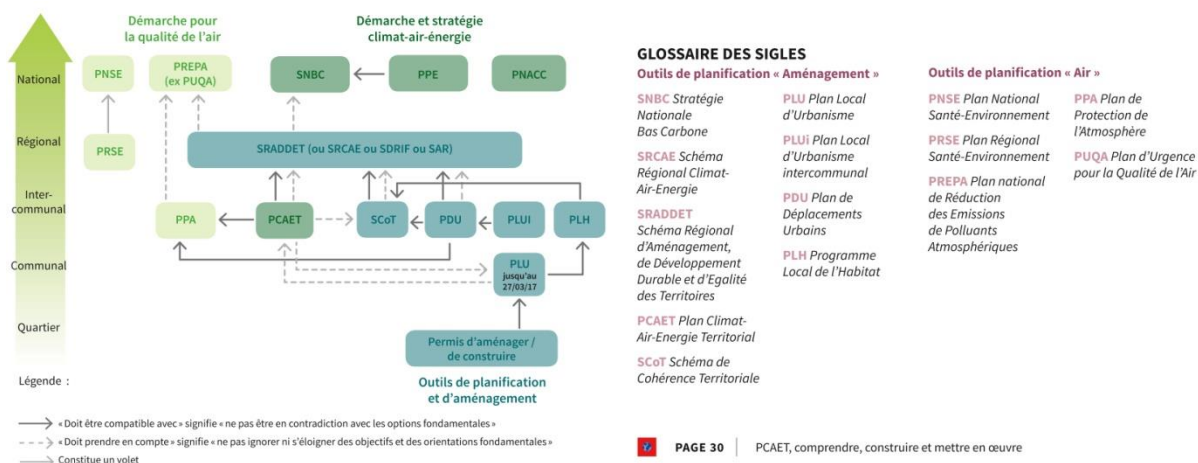 Démarche pour
la qualité de l'air
Démarche et stratégie
climat-air-énergie
National
PNSE
PREPA
(ex PUQA)
SNBC
PPE
PNACC
Régional
PRSE
SRADDET (ou SRCAE ou SDRIF ou SAR)
Inter-
communal
PPA
PCAET
SCoT
PDU
PLUI
PLH
Communal
PLU
jusqu'au
27/03/17
Quartier
Permis d'aménager /
de construire
Légende :
Outils de planification
et d'aménagement
« Doit être compatible avec » signifie « ne pas être en contradiction avec les options fondamentales »
« Doit prendre en compte » signifie « ne pas ignorer ni s'éloigner des objectifs et des orientations fondamentales »
Constitue un volet
GLOSSAIRE DES SIGLES
Outils de planification « Aménagement »
SNBC Stratégie
Nationale
Bas Carbone
SRCAE Schéma
Régional Climat-
Air-Energie
SRADDET
Schéma Régional
d'Aménagement,
de Développement
Durable et d'Egalité
des Territoires
PCAET Plan Climat-
Air-Energie Territorial
SCoT Schéma de
Cohérence Territoriale
PLU Plan Local
d'Urbanisme
PLUi Plan Local
d'Urbanisme
intercommunal
PDU Plan de
Déplacements
Urbains
PLH Programme
Local de l'Habitat
Outils de planification « Air »
PNSE Plan National
Santé-Environnement
PRSE Plan Régional
Santé-Environnement
PREPA Plan national
de Réduction
des Emissions
de Polluants
Atmosphériques
PPA Plan de
Protection de
l'Atmosphère
PUQA Plan d'Urgence
pour la Qualité de l'Air
PAGE 30
PCAET, comprendre, construire et mettre en œuvre